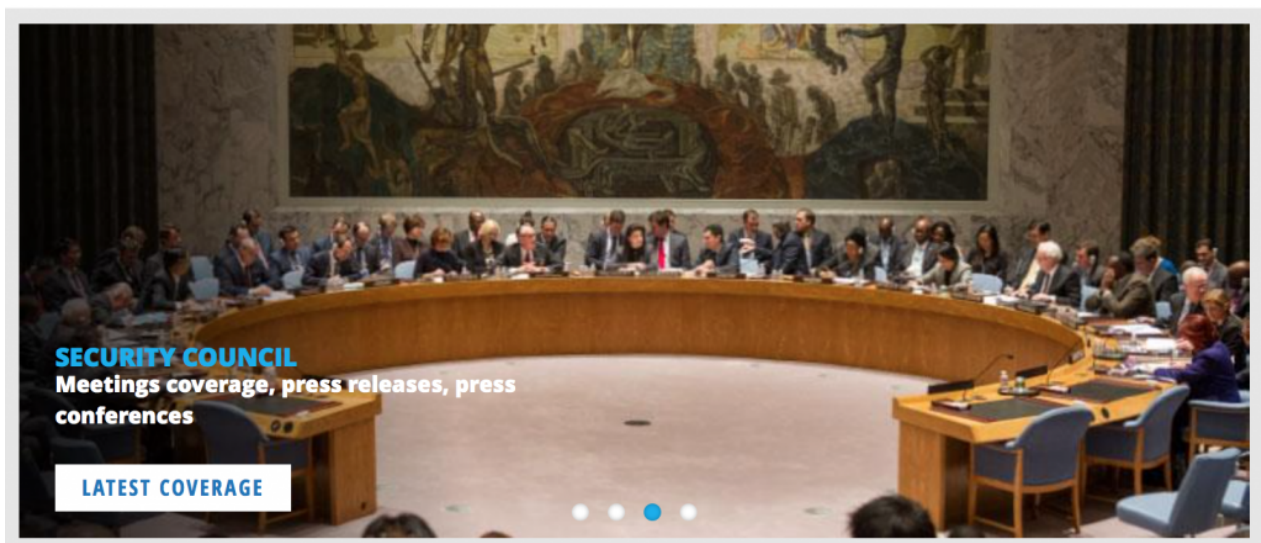 SECURITY COUNCIL
Meetings coverage, press releases, press
conferences
LATEST COVERAGE